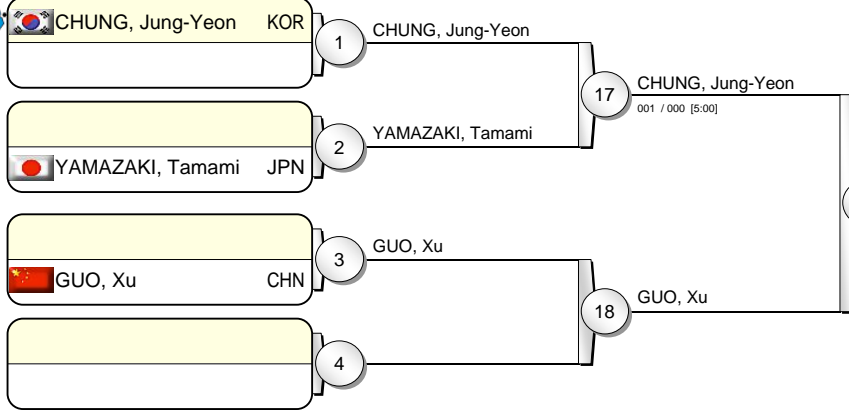 CHUNG, Jung-Yeon KOR
1
CHUNG, Jung-Yeon
17
CHUNG, Jung-Yeon
001 / 000 [5:00]
2
YAMAZAKI, Tamami
YAMAZAKI, Tamami JPN
3
GUO, Xu
GUO, Xu CHN
18
GUO, Xu
4